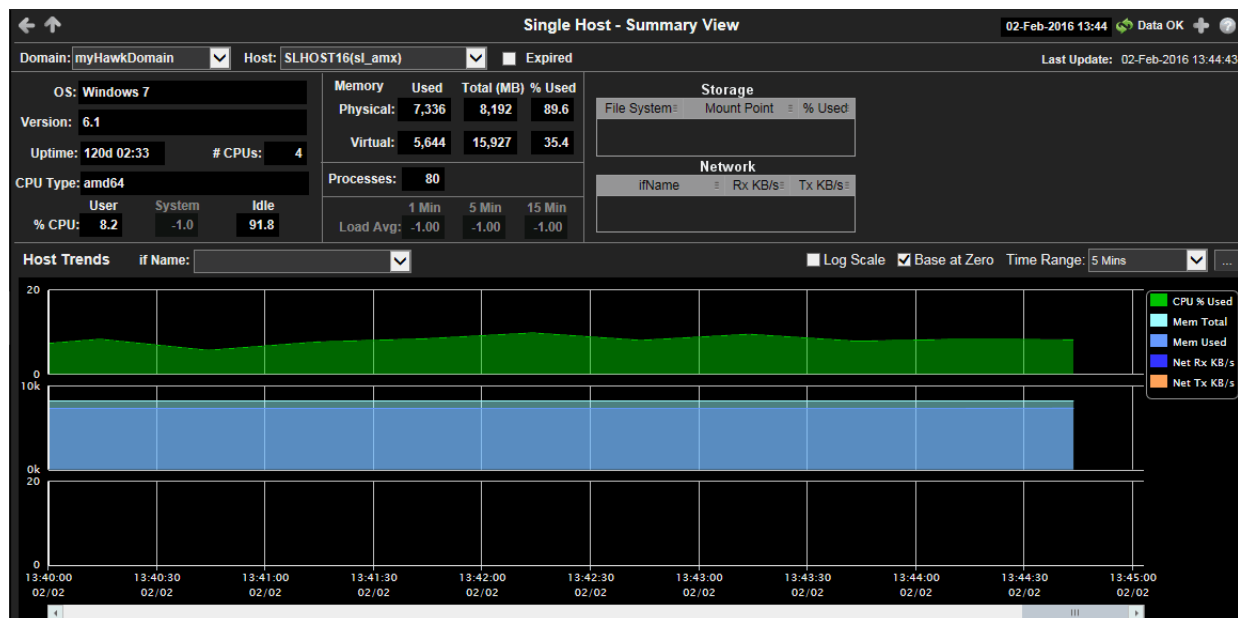 Single Host - Summary View
02-Feb-2016 13:44 Data OK
Domain: myHawkDomain Host: SLHOST16(sl_amx) Expired Last Update: 02-Feb-2016 13:44:43
OS: Windows 7
Version: 6.1
Uptime: 120d 02:33 # CPUs: 4
CPU Type: amd64
User System Idle
% CPU: 8.2 -1.0 91.8
Memory Used Total (MB) % Used
Physical: 7,336 8,192 89.6
Virtual: 5,644 15,927 35.4
Processes: 80
1 Min 5 Min 15 Min
Load Avg: -1.00 -1.00 -1.00
Storage
File System Mount Point % Used
Network
ifName Rx KB/s Tx KB/s
Host Trends if Name: Log Scale Base at Zero Time Range: 5 Mins ...
20
0
10k
0k
20
0
CPU % Used
Mem Total
Mem Used
Net Rx KB/s
Net Tx KB/s
13:40:00 13:40:30 13:41:00 13:41:30 13:42:00 13:42:30 13:43:00 13:43:30 13:44:00 13:44:30 13:45:00
02/02 02/02 02/02 02/02 02/02 02/02 02/02 02/02 02/02 02/02 02/02